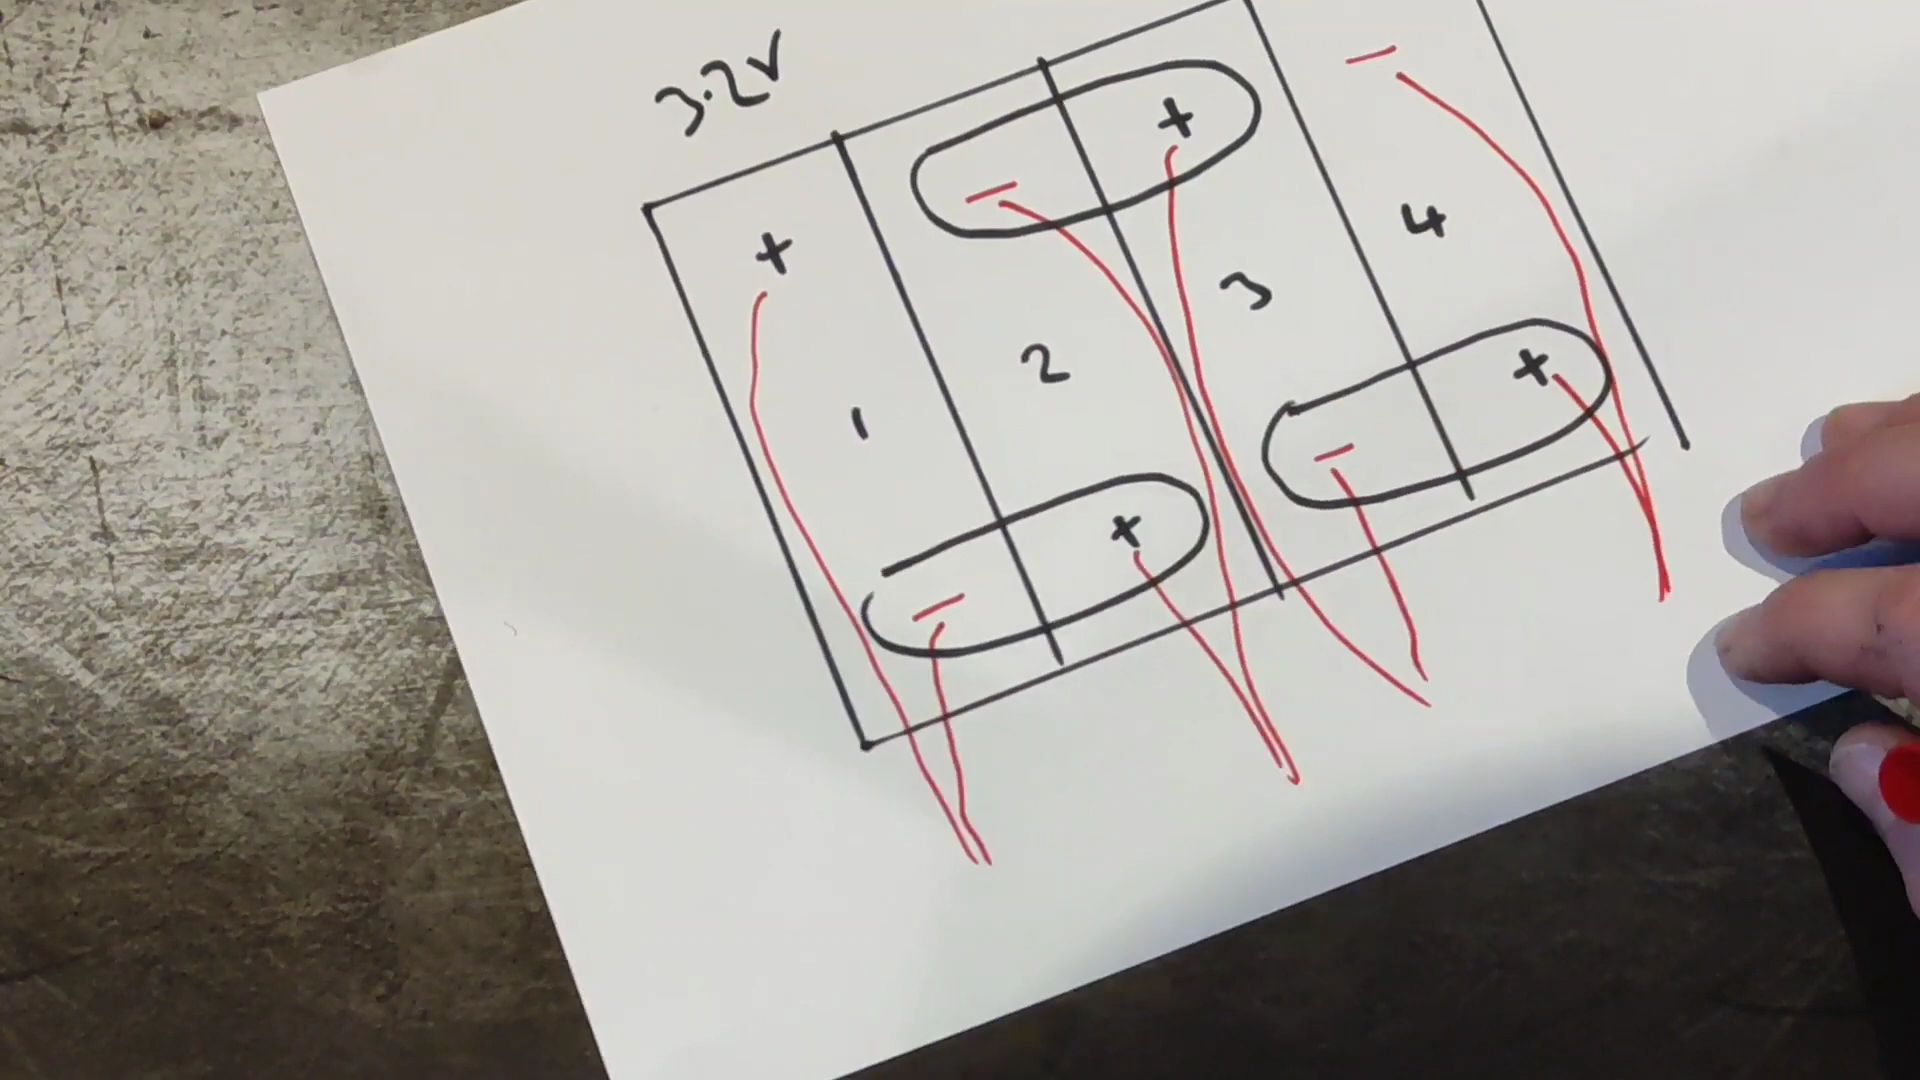 3.2V
+ - + -
1 2 3 4
- + - +